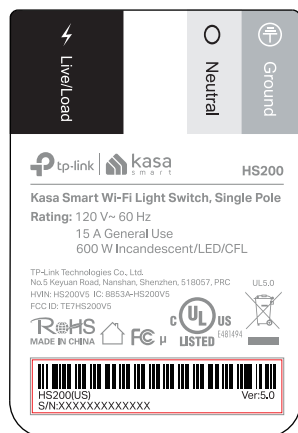 Live/Load
Neutral
Ground
tp-link | kasa smart
HS200
Kasa Smart Wi-Fi Light Switch, Single Pole
Rating: 120 V~ 60 Hz
15 A General Use
600 W Incandescent/LED/CFL
TP-Link Technologies Co., Ltd.
No.5 Keyuan Road, Nanshan, Shenzhen, 518057, PRC
UL5.0
HVIN: HS200V5 IC: 8853A-HS200V5
FCC ID: TE7HS200V5
RoHS
MADE IN CHINA
FC
μ
C UL US
LISTED
E481494
HS200(US)
Ver:5.0
S/N:XXXXXXXXXXXXX